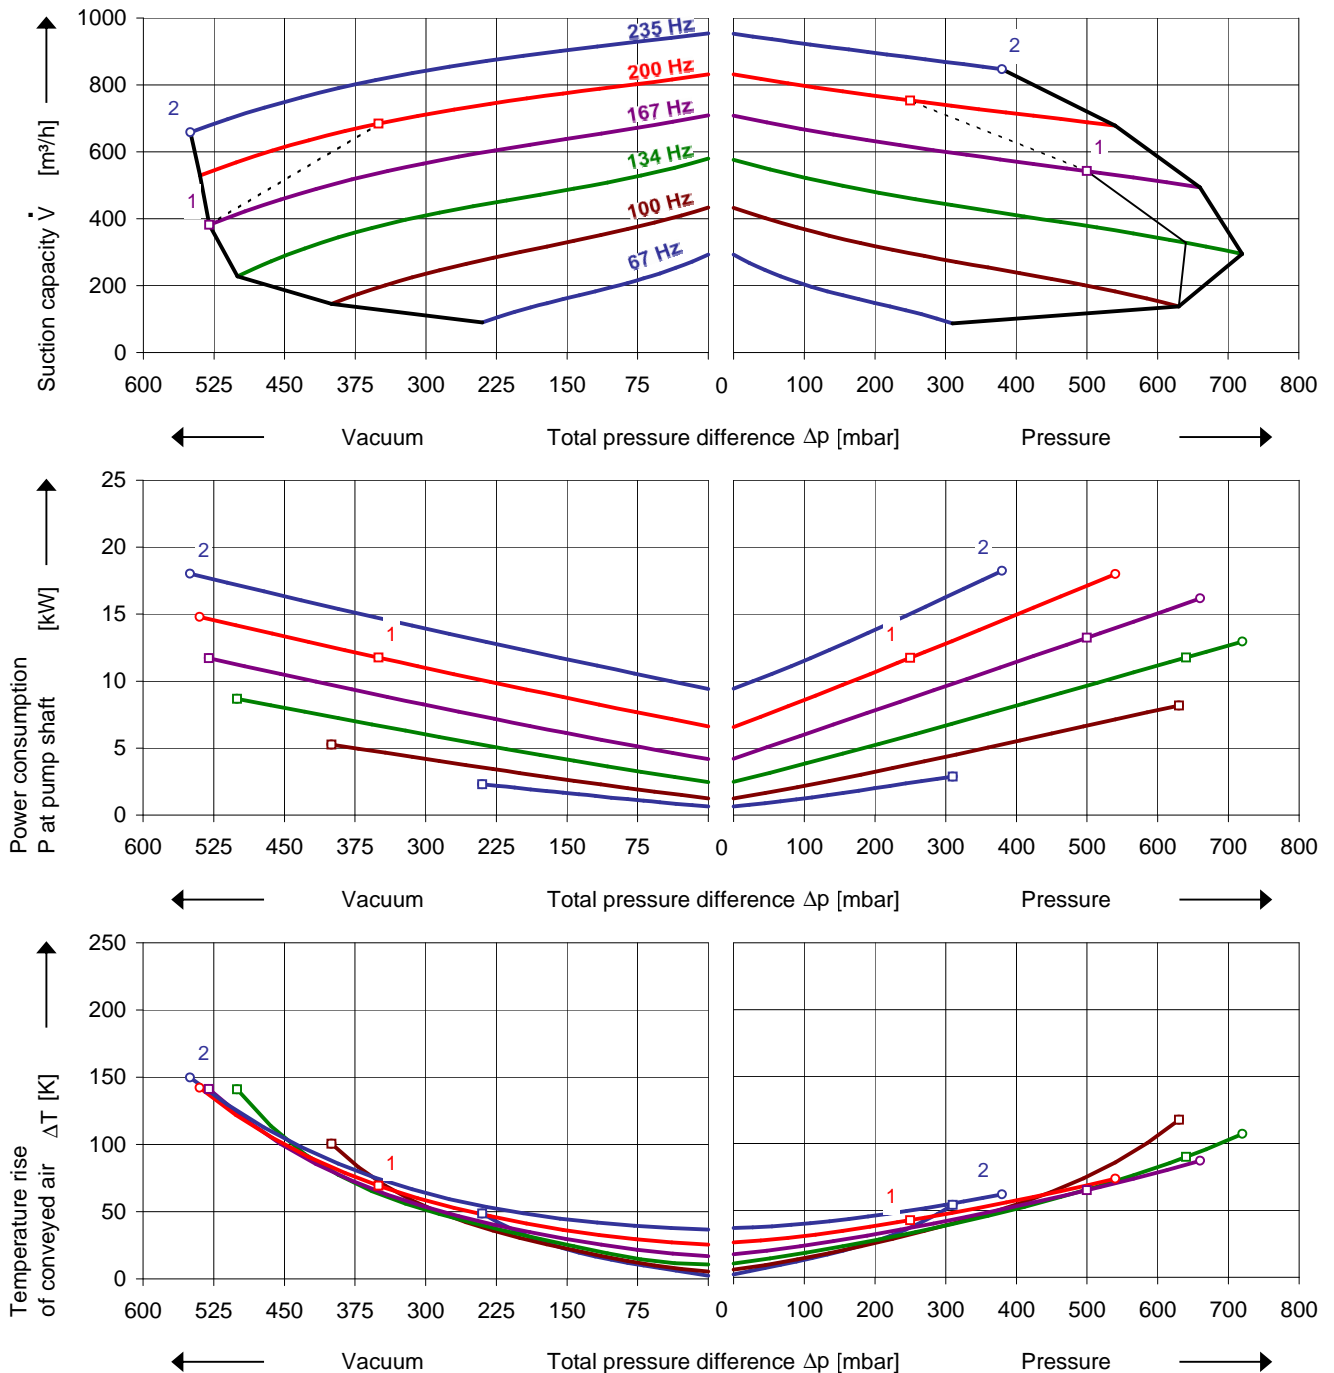 1000
800
600
400
200
0
Suction capacity V̇ [m³/h]
235 Hz
200 Hz
167 Hz
134 Hz
100 Hz
67 Hz
2
1
2
1
600 525 450 375 300 225 150 75 0 100 200 300 400 500 600 700 800
Vacuum Total pressure difference Δp [mbar] Pressure
25
20
15
10
5
0
Power consumption
P at pump shaft [kW]
2
1
2
1
600 525 450 375 300 225 150 75 0 100 200 300 400 500 600 700 800
Vacuum Total pressure difference Δp [mbar] Pressure
250
200
150
100
50
0
Temperature rise
of conveyed air ΔT [K]
2
1
2
1
600 525 450 375 300 225 150 75 0 100 200 300 400 500 600 700 800
Vacuum Total pressure difference Δp [mbar] Pressure